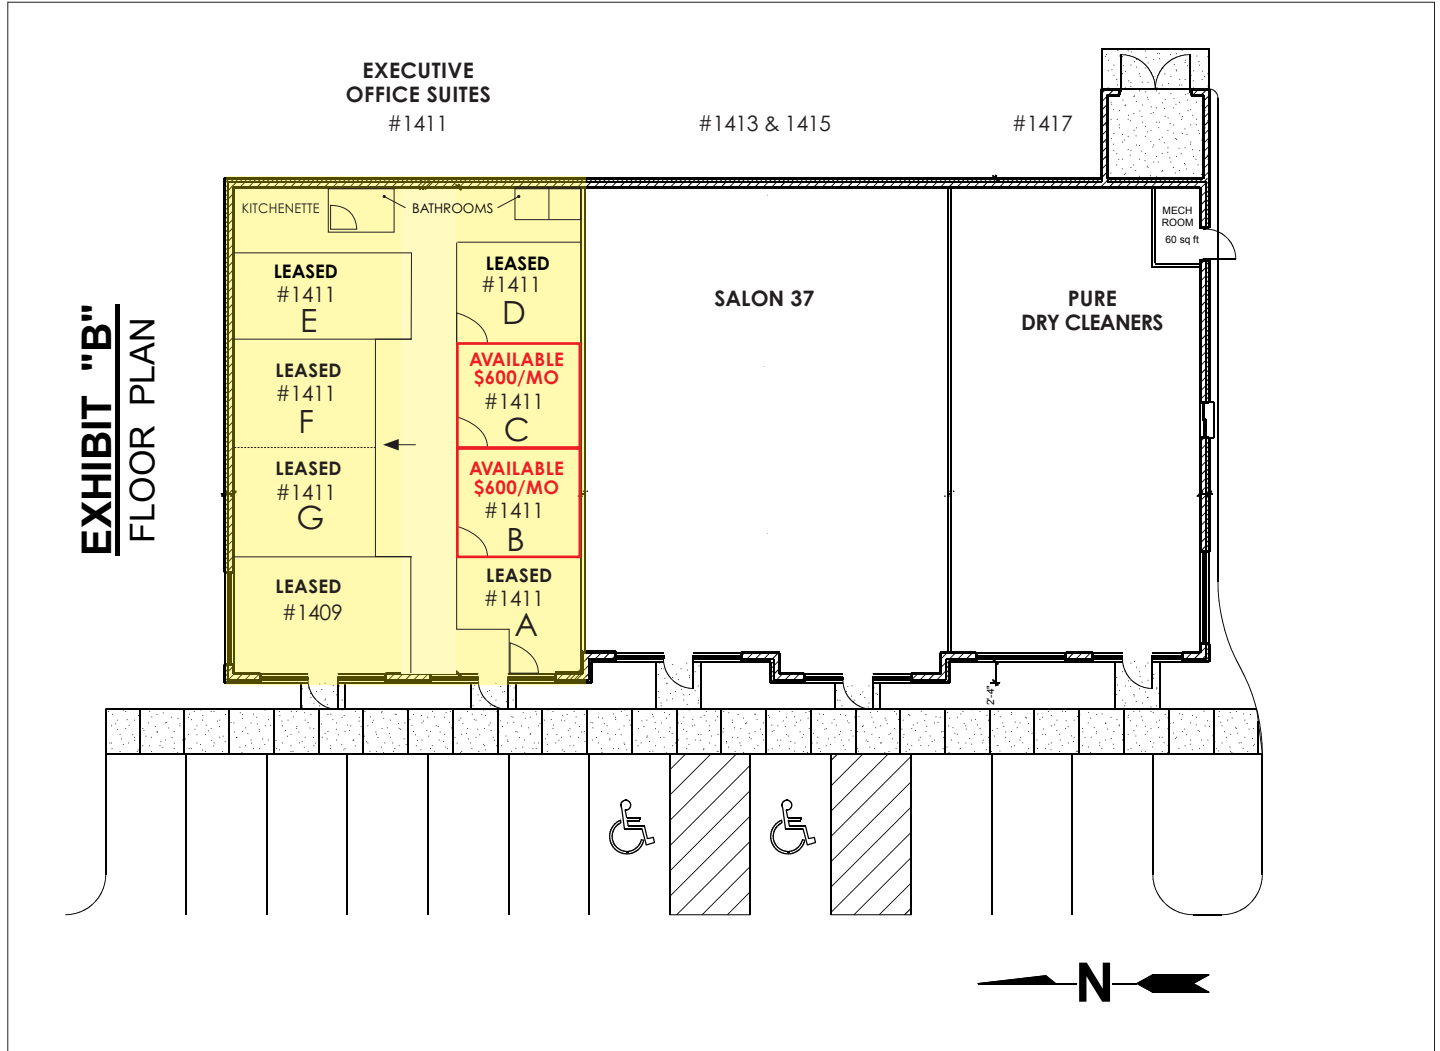 EXECUTIVE
OFFICE SUITES
#1411
#1413 & 1415
#1417
KITCHENETTE
BATHROOMS
MECH
ROOM
60 sq ft
LEASED
#1411
E
LEASED
#1411
D
SALON 37
PURE
DRY CLEANERS
EXHIBIT "B"
FLOOR PLAN
LEASED
#1411
F
AVAILABLE
$600/MO
#1411
C
LEASED
#1411
G
AVAILABLE
$600/MO
#1411
B
LEASED
#1409
LEASED
#1411
A
2'-4"
N